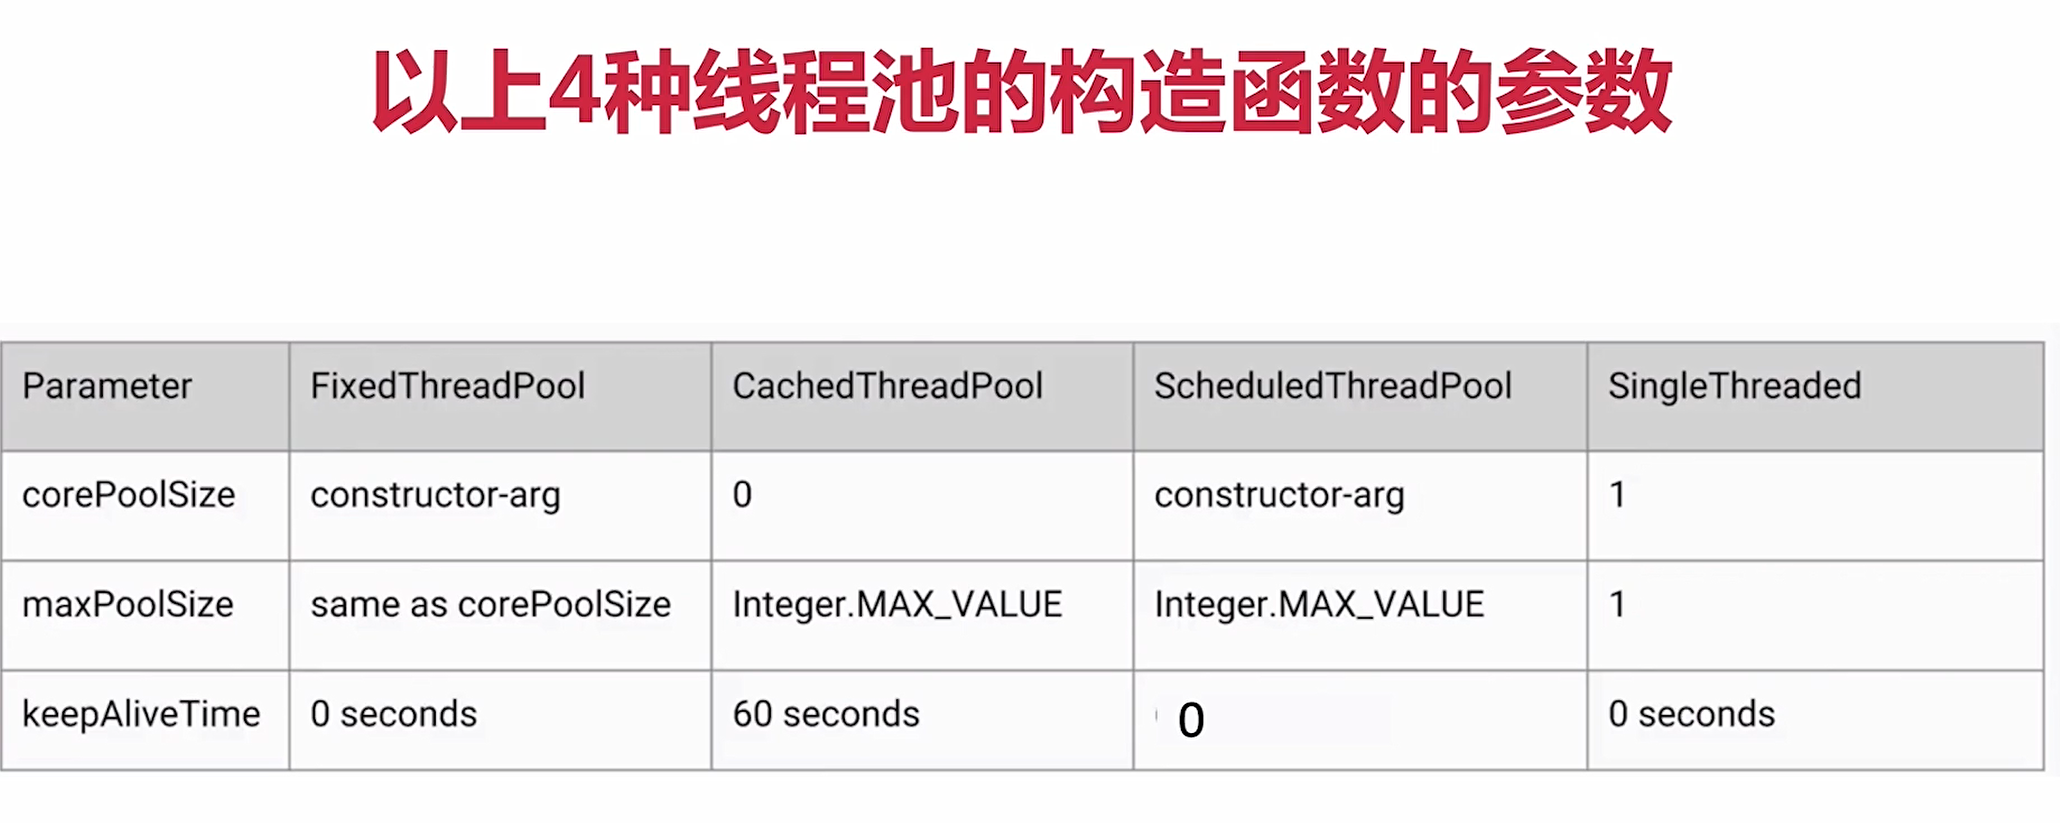 以上4种线程池的构造函数的参数
Parameter FixedThreadPool CachedThreadPool ScheduledThreadPool SingleThreaded
corePoolSize constructor-arg 0 constructor-arg 1
maxPoolSize same as corePoolSize Integer.MAX_VALUE Integer.MAX_VALUE 1
keepAliveTime 0 seconds 60 seconds 0 0 seconds